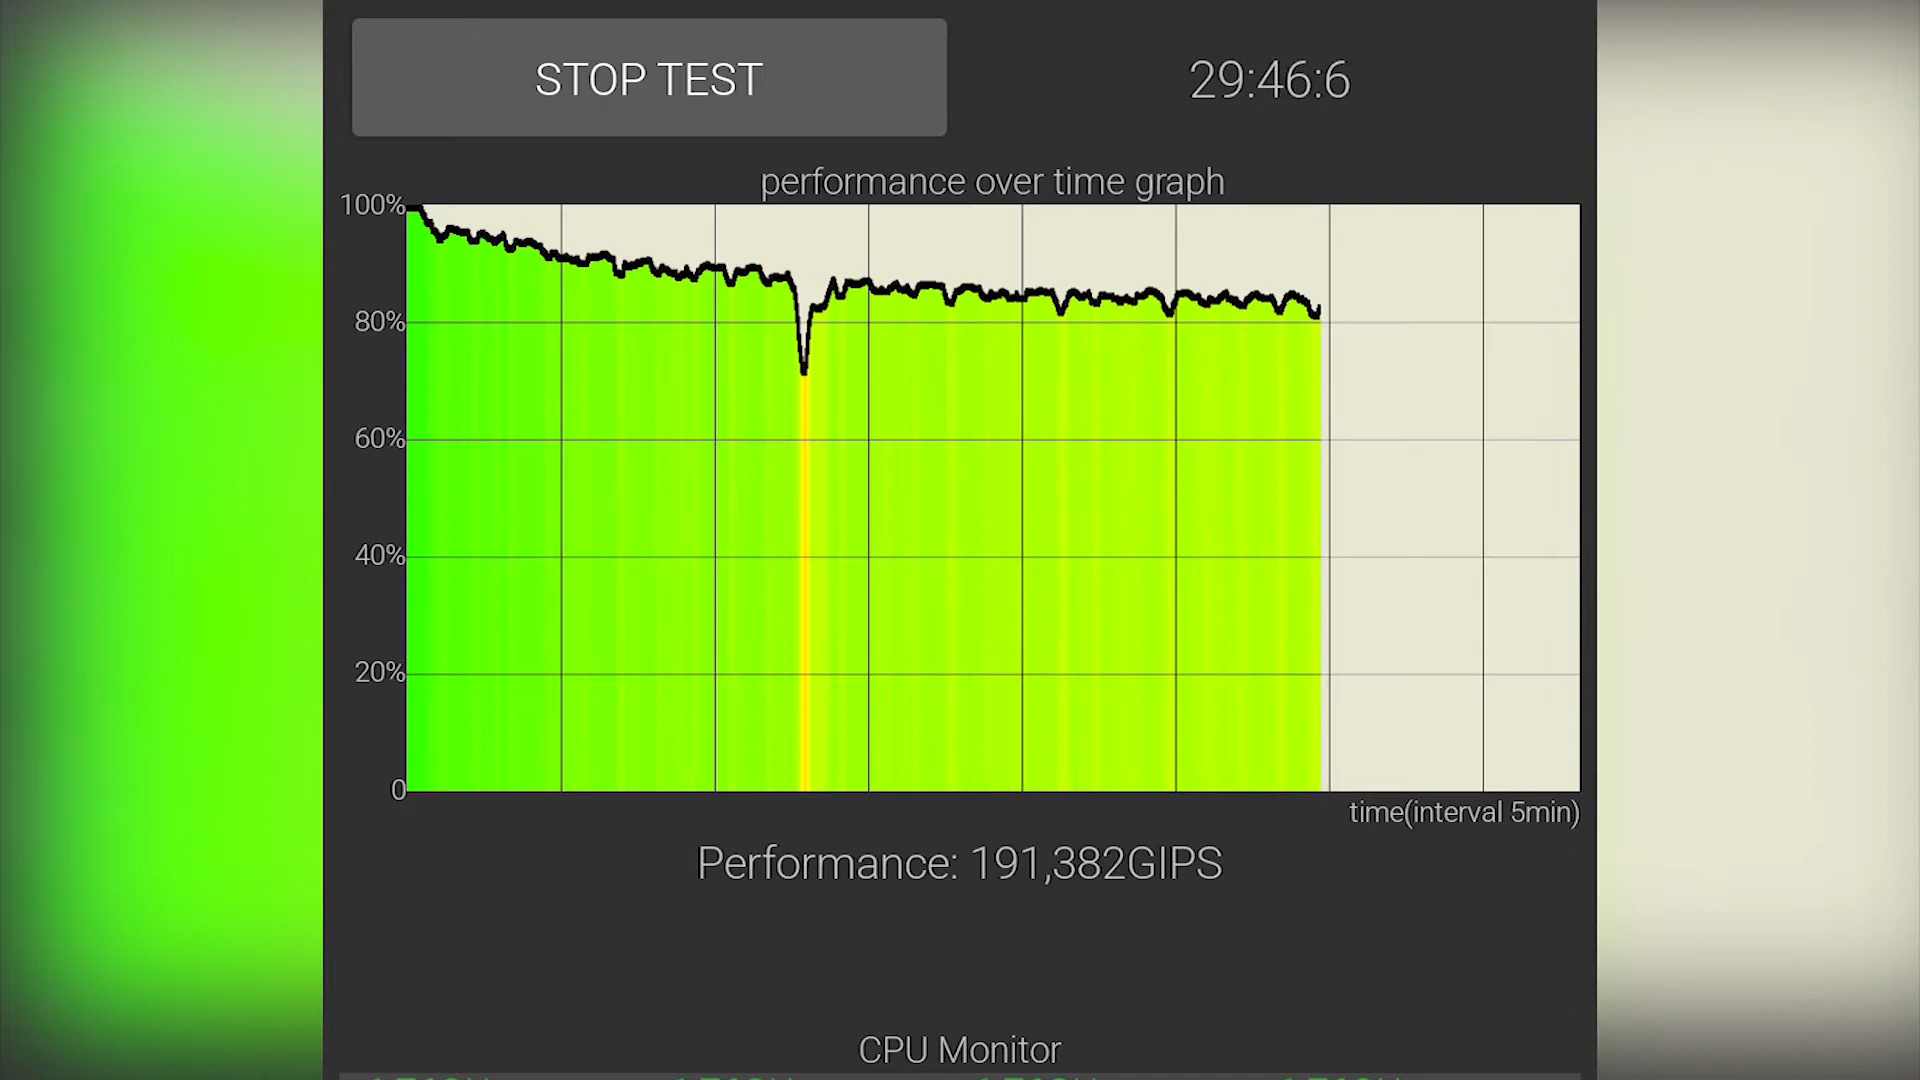 STOP TEST
29:46:6
performance over time graph
100%
80%
60%
40%
20%
0
time(interval 5min)
Performance: 191,382GIPS
CPU Monitor